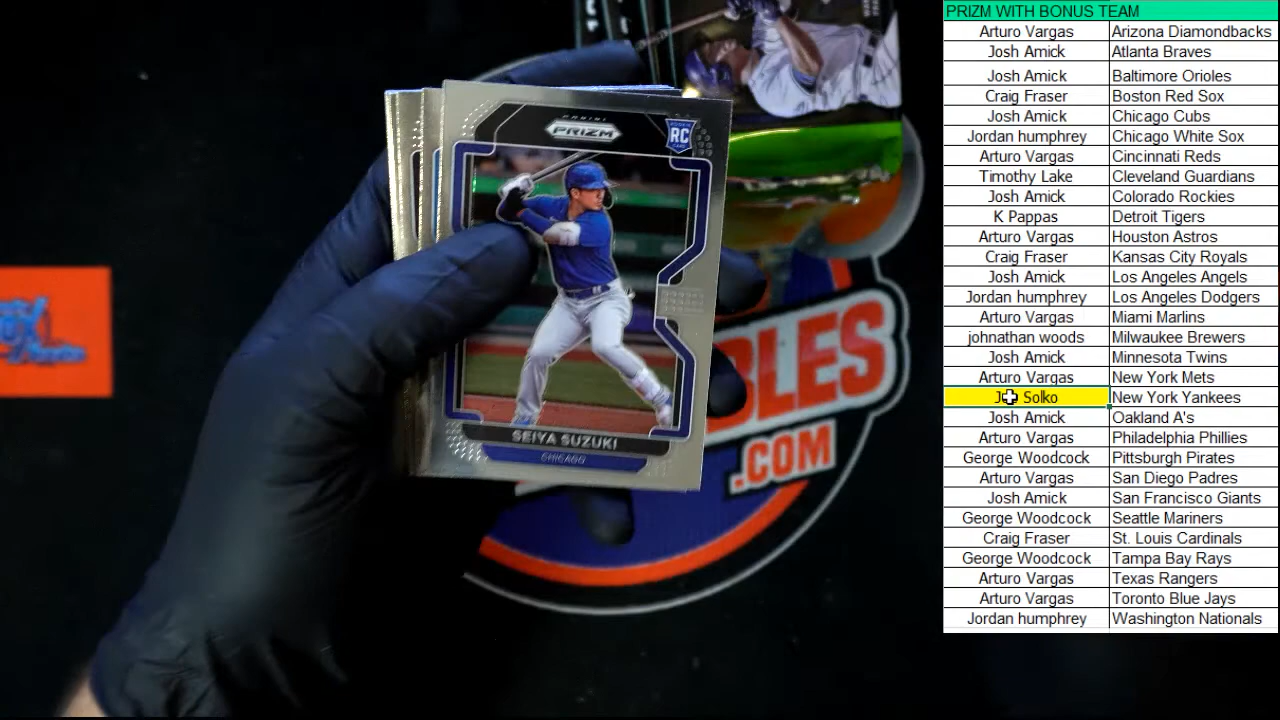 PANINI
PRIZM
RC
SEIYA SUZUKI
CHICAGO
BLES
.COM
PRIZM WITH BONUS TEAM
Arturo Vargas Arizona Diamondbacks
Josh Amick Atlanta Braves
Josh Amick Baltimore Orioles
Craig Fraser Boston Red Sox
Josh Amick Chicago Cubs
Jordan humphrey Chicago White Sox
Arturo Vargas Cincinnati Reds
Timothy Lake Cleveland Guardians
Josh Amick Colorado Rockies
K Pappas Detroit Tigers
Arturo Vargas Houston Astros
Craig Fraser Kansas City Royals
Josh Amick Los Angeles Angels
Jordan humphrey Los Angeles Dodgers
Arturo Vargas Miami Marlins
johnathan woods Milwaukee Brewers
Josh Amick Minnesota Twins
Arturo Vargas New York Mets
Solko New York Yankees
Josh Amick Oakland A's
Arturo Vargas Philadelphia Phillies
George Woodcock Pittsburgh Pirates
Arturo Vargas San Diego Padres
Josh Amick San Francisco Giants
George Woodcock Seattle Mariners
Craig Fraser St. Louis Cardinals
George Woodcock Tampa Bay Rays
Arturo Vargas Texas Rangers
Arturo Vargas Toronto Blue Jays
Jordan humphrey Washington Nationals